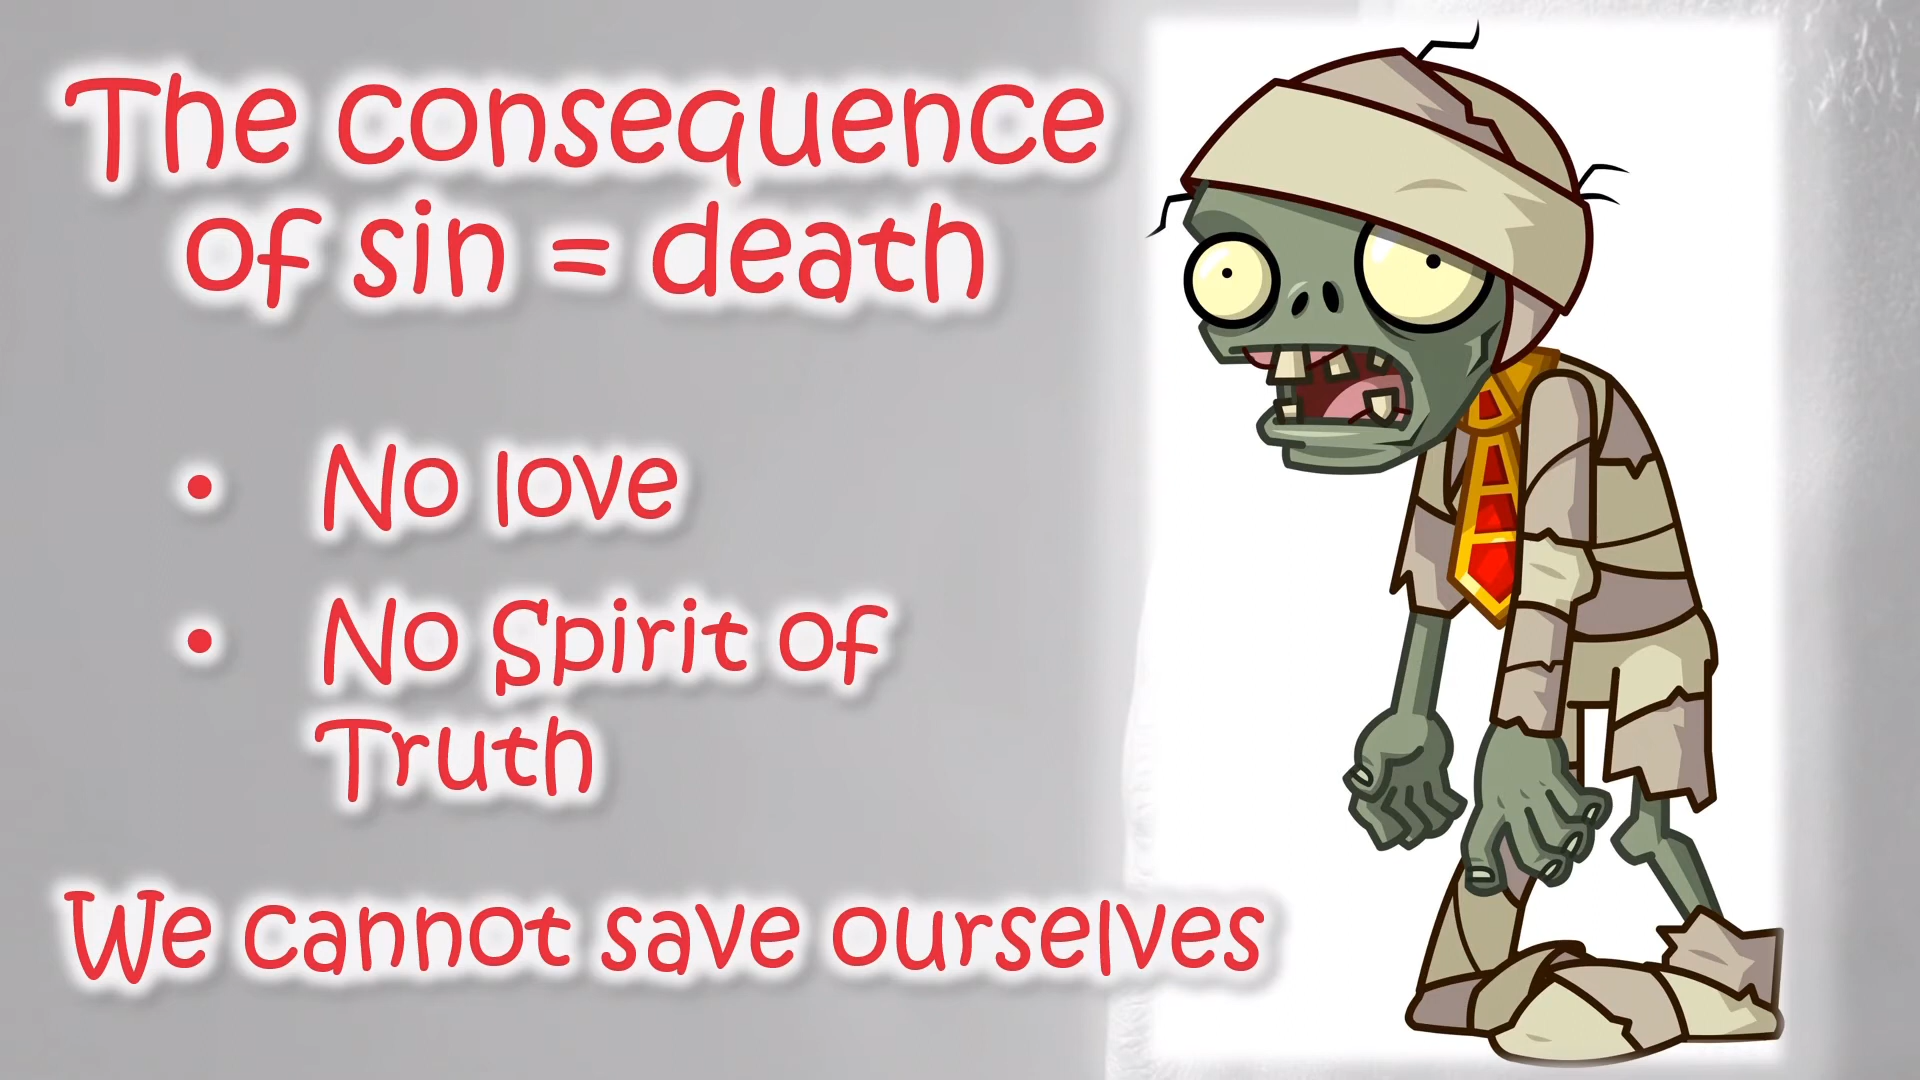 The consequence
of sin = death
• No love
• No Spirit of
Truth
We cannot save ourselves